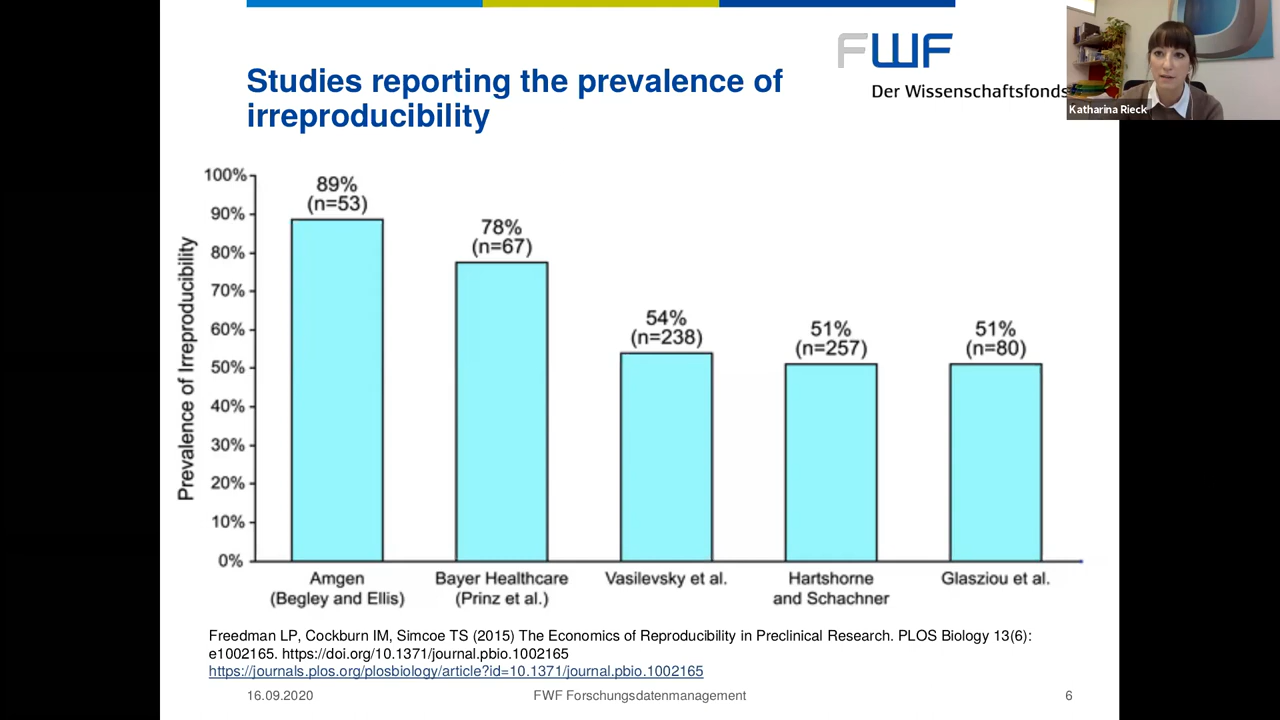 FWF
Der Wissenschaftsfonds
Katharina Rieck
Studies reporting the prevalence of
irreproducibility
Prevalence of Irreproducibility
100%
90%
80%
70%
60%
50%
40%
30%
20%
10%
0%
89%
(n=53)
78%
(n=67)
54%
(n=238)
51%
(n=257)
51%
(n=80)
Amgen
(Begley and Ellis)
Bayer Healthcare
(Prinz et al.)
Vasilevsky et al.
Hartshorne
and Schachner
Glasziou et al.
Freedman LP, Cockburn IM, Simcoe TS (2015) The Economics of Reproducibility in Preclinical Research. PLOS Biology 13(6):
e1002165. https://doi.org/10.1371/journal.pbio.1002165
https://journals.plos.org/plosbiology/article?id=10.1371/journal.pbio.1002165
16.09.2020
FWF Forschungsdatenmanagement
6